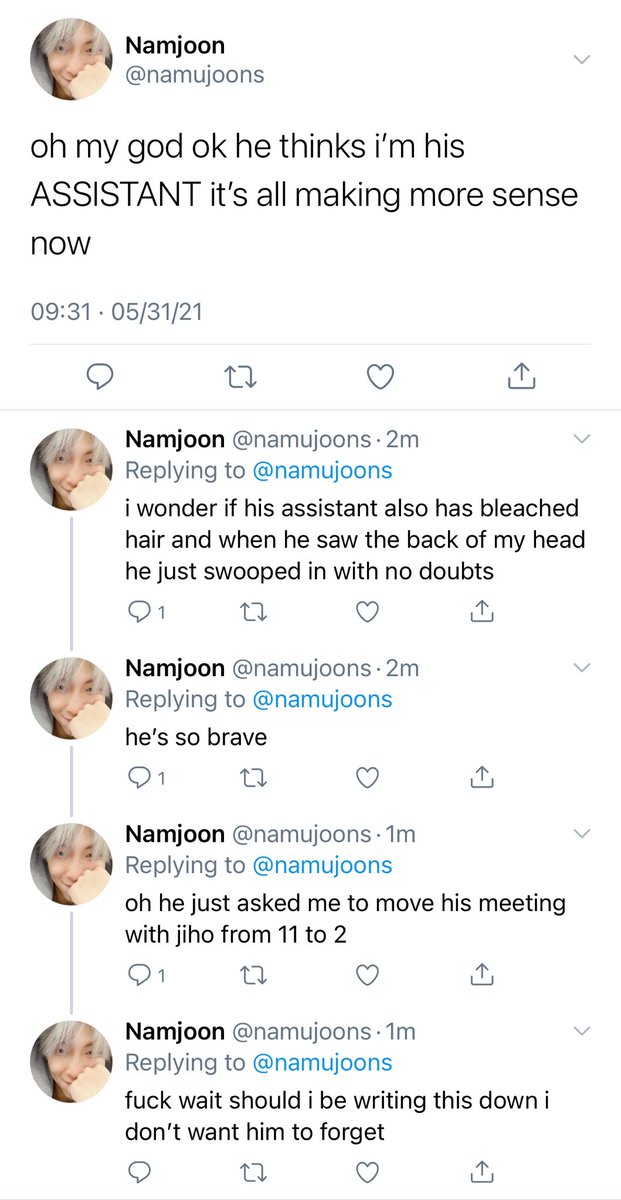 Namjoon
@namujoons
oh my god ok he thinks i’m his
ASSISTANT it’s all making more sense
now
09:31 · 05/31/21
Namjoon @namujoons · 2m
Replying to @namujoons
i wonder if his assistant also has bleached
hair and when he saw the back of my head
he just swooped in with no doubts
1
Namjoon @namujoons · 2m
Replying to @namujoons
he’s so brave
1
Namjoon @namujoons · 1m
Replying to @namujoons
oh he just asked me to move his meeting
with jiho from 11 to 2
1
Namjoon @namujoons · 1m
Replying to @namujoons
fuck wait should i be writing this down i
don’t want him to forget